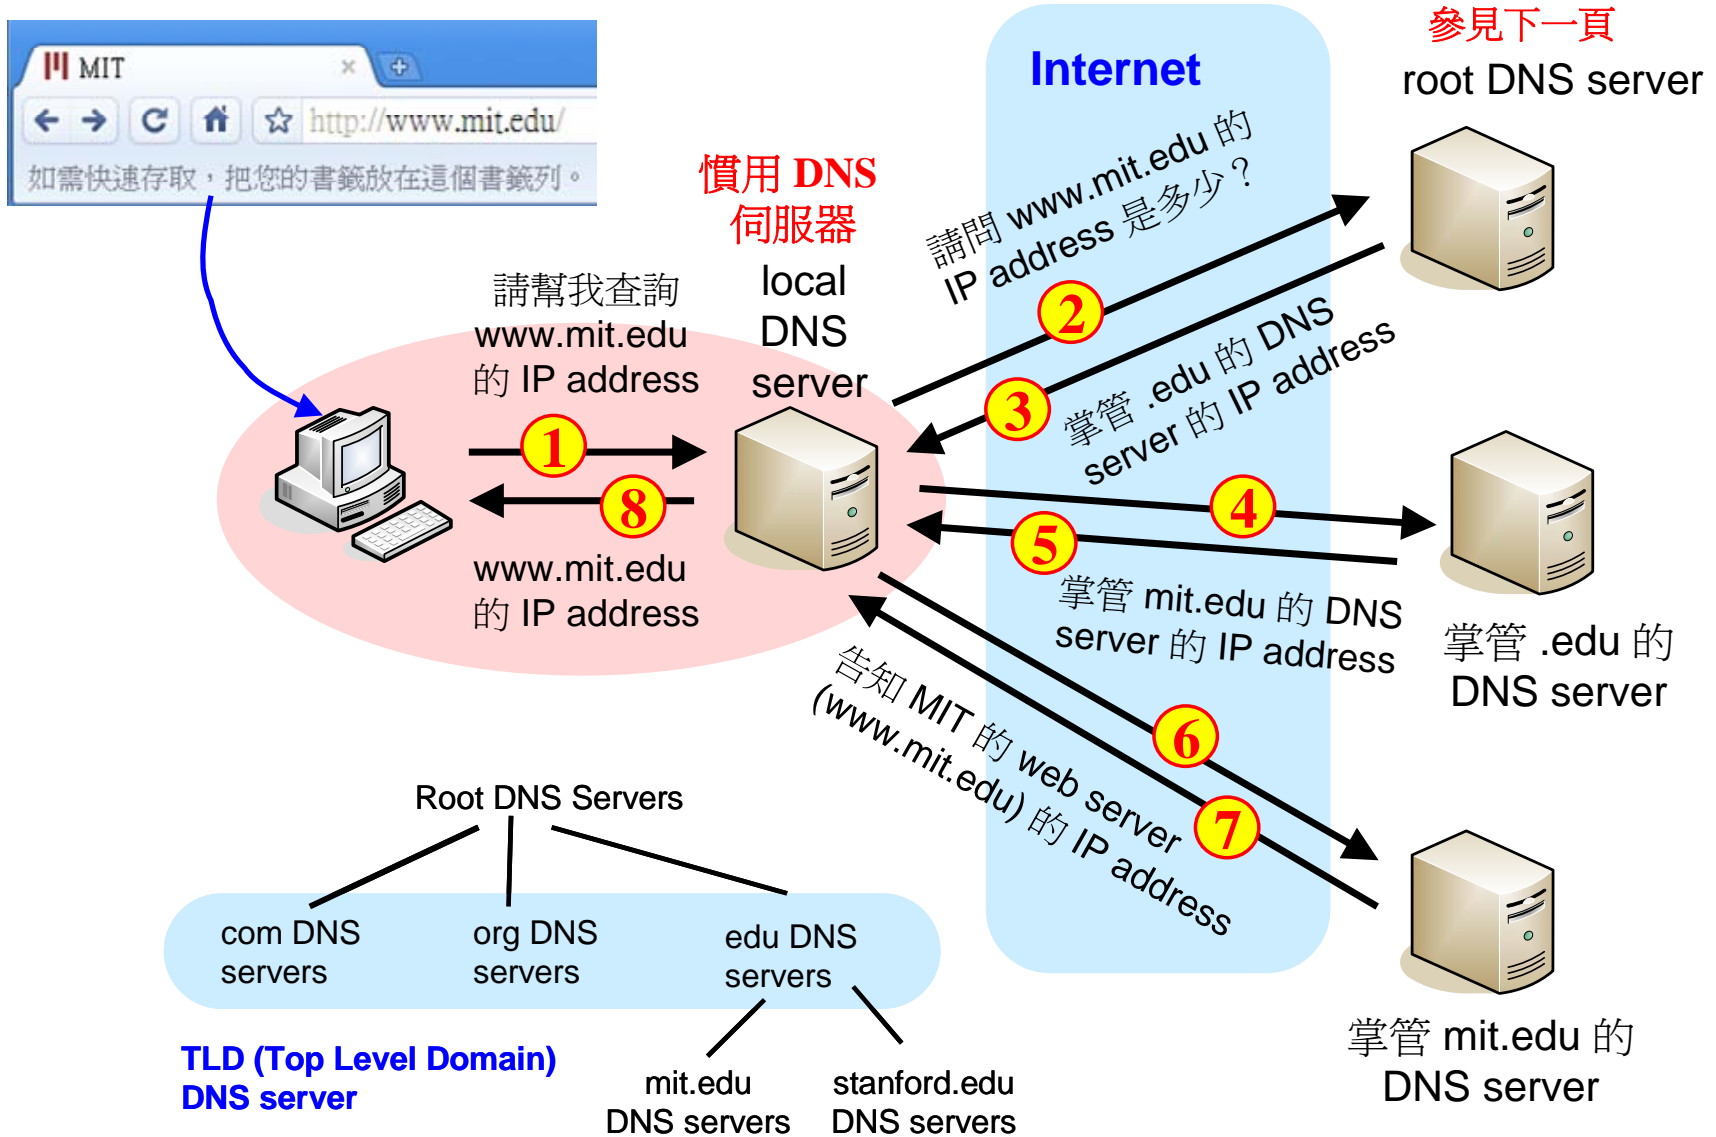 MIT
http://www.mit.edu/
如需快速存取，把您的書籤放在這個書籤列。
慣用 DNS
伺服器
local
DNS
server
請幫我查詢
www.mit.edu
的 IP address
1
8
www.mit.edu
的 IP address
Internet
參見下一頁
root DNS server
請問 www.mit.edu 的
IP address 是多少？
2
3
掌管 .edu 的 DNS
server 的 IP address
4
5
掌管 mit.edu 的 DNS
server 的 IP address
掌管 .edu 的
DNS server
6
7
告知 MIT 的 web server
(www.mit.edu) 的 IP address
掌管 mit.edu 的
DNS server
Root DNS Servers
com DNS
servers
org DNS
servers
edu DNS
servers
TLD (Top Level Domain)
DNS server
mit.edu
DNS servers
stanford.edu
DNS servers